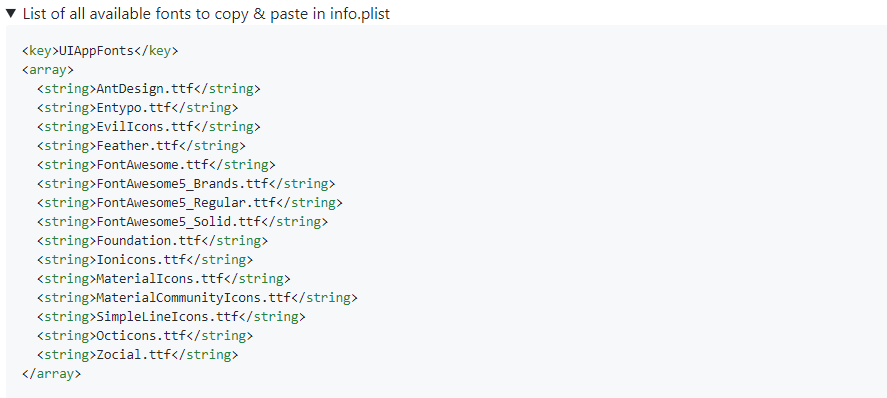 ▼ List of all available fonts to copy & paste in info.plist
<key>UIAppFonts</key>
<array>
  <string>AntDesign.ttf</string>
  <string>Entypo.ttf</string>
  <string>EvilIcons.ttf</string>
  <string>Feather.ttf</string>
  <string>FontAwesome.ttf</string>
  <string>FontAwesome5_Brands.ttf</string>
  <string>FontAwesome5_Regular.ttf</string>
  <string>FontAwesome5_Solid.ttf</string>
  <string>Foundation.ttf</string>
  <string>Ionicons.ttf</string>
  <string>MaterialIcons.ttf</string>
  <string>MaterialCommunityIcons.ttf</string>
  <string>SimpleLineIcons.ttf</string>
  <string>Octicons.ttf</string>
  <string>Zocial.ttf</string>
</array>